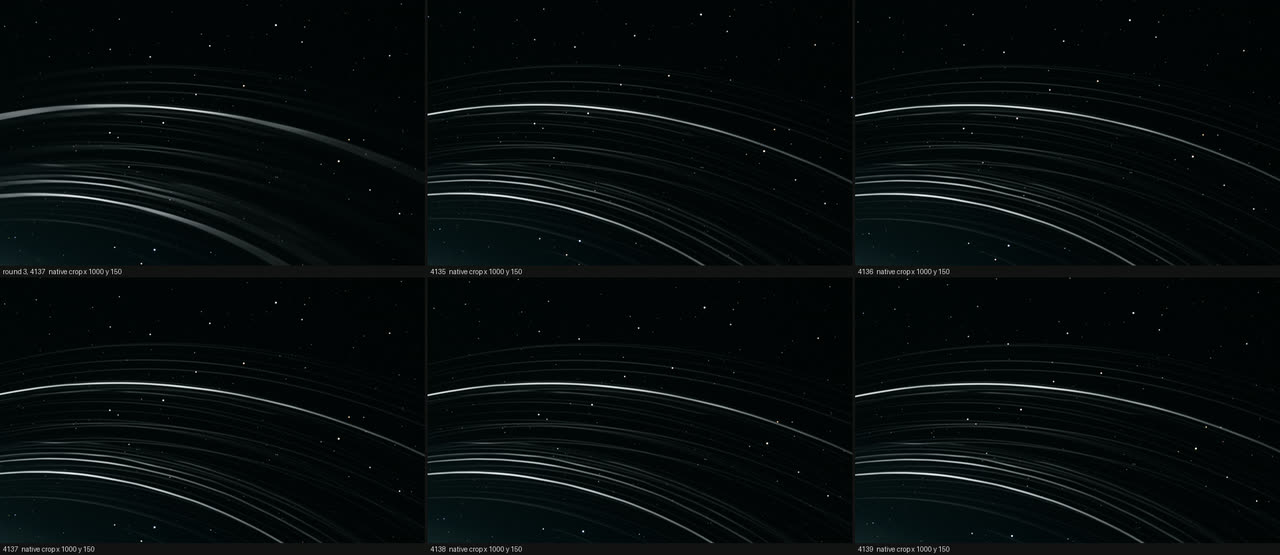 round 3, 4137 native crop x 1000 y 150
4135 native crop x 1000 y 150
4136 native crop x 1000 y 150
4137 native crop x 1000 y 150
4138 native crop x 1000 y 150
4139 native crop x 1000 y 150